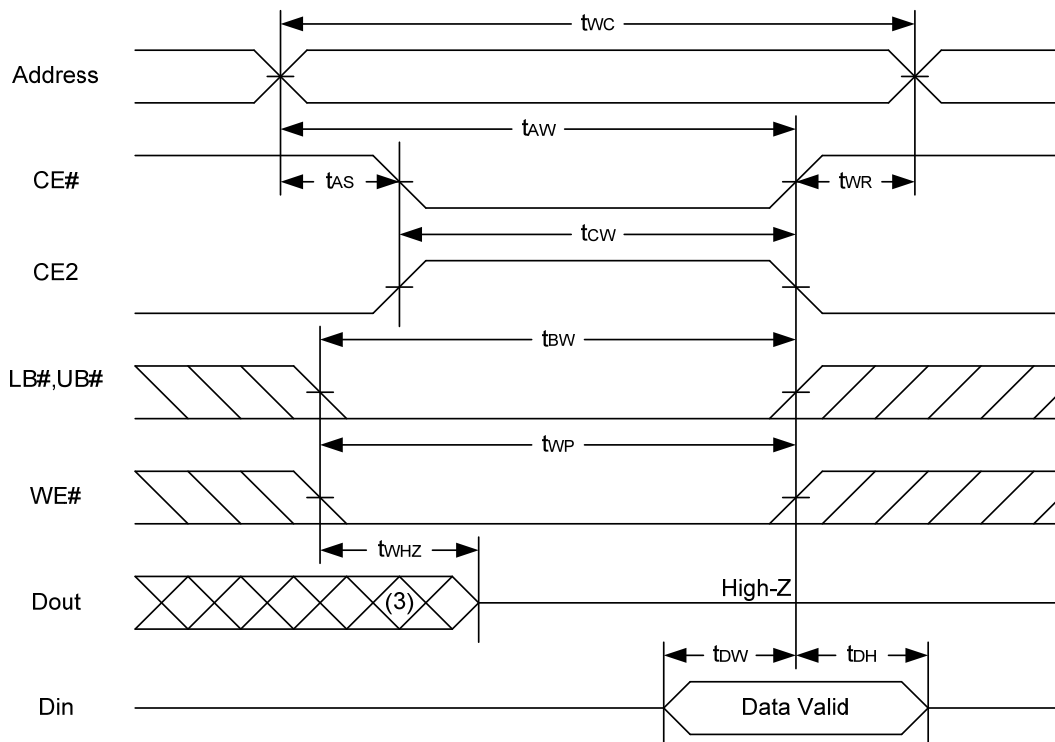 tWC
Address
tAW
CE#
tAS
tWR
tCW
CE2
tBW
LB#,UB#
tWP
WE#
tWHZ
Dout
(3)
High-Z
tDW
tDH
Din
Data Valid